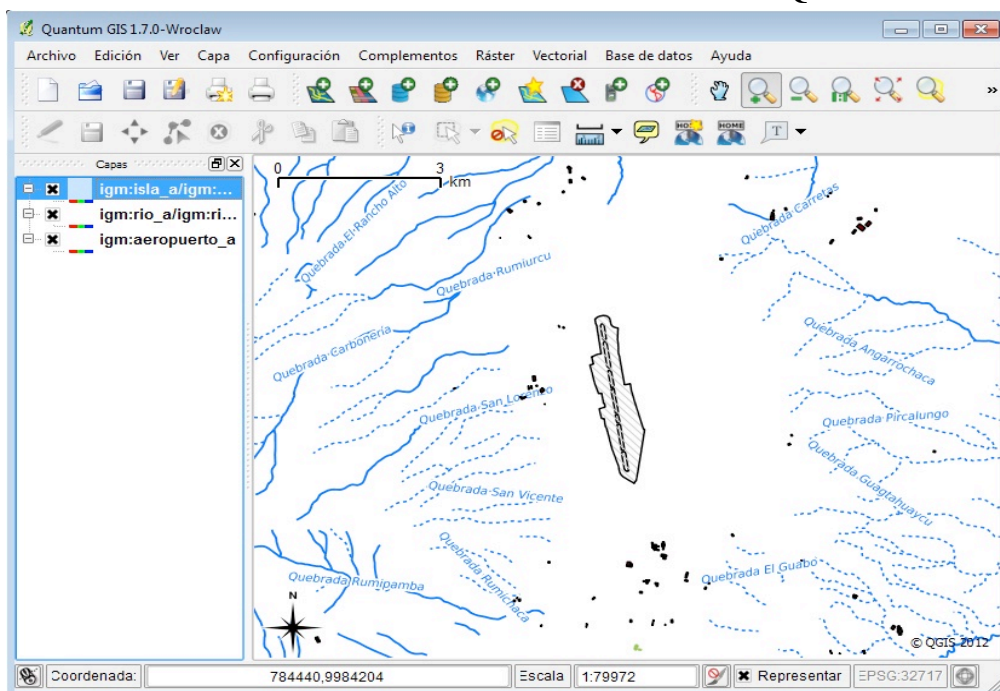 Quantum GIS 1.7.0-Wroclaw
Archivo Edición Ver Capa Configuración Complementos Ráster Vectorial Base de datos Ayuda
»
HOME
T
Capas
igm:isla_a/igm:...
igm:rio_a/igm:ri...
igm:aeropuerto_a
0 3 km
Quebrada El Rancho Alto
Quebrada Carretas
Quebrada Rumiurcu
Quebrada Carbonería
Quebrada Angarrochaca
Quebrada San Lorenzo
Quebrada Pircalungo
Quebrada Guagtahuaycu
Quebrada San Vicente
Quebrada Rumichaca
Quebrada El Guabo
Quebrada Rumipamba
N
© QGIS 2012
Coordenada: 784440,9984204 Escala 1:79972 Representar EPSG:32717